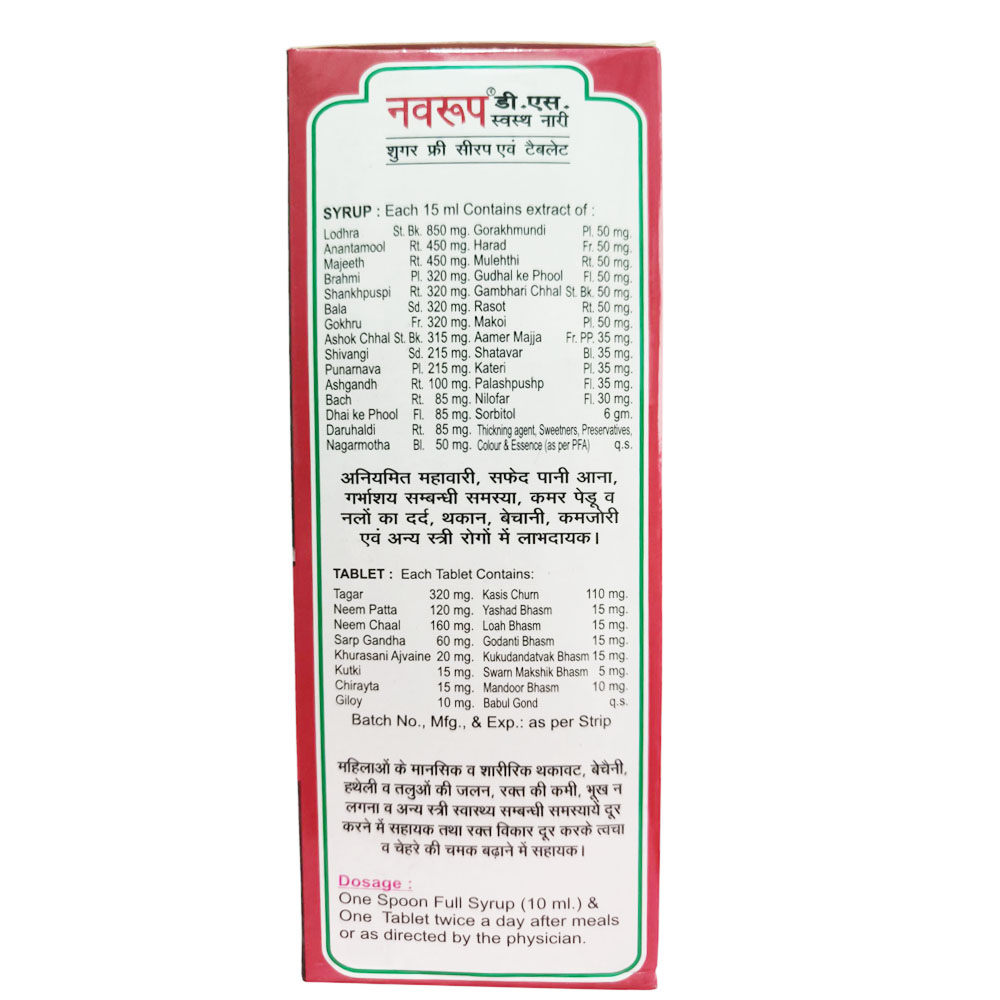 नवरूप® डी.एस.
स्वस्थ नारी
शुगर फ्री सीरप एवं टैबलेट
SYRUP : Each 15 ml Contains extract of :
Lodhra St. Bk. 850 mg. Gorakhmundi Pl. 50 mg.
Anantamool Rt. 450 mg. Harad Fr. 50 mg.
Majeeth Rt. 450 mg. Mulehthi Rt. 50 mg.
Brahmi Pl. 320 mg. Gudhal ke Phool Fl. 50 mg.
Shankhpuspi Rt. 320 mg. Gambhari Chhal St. Bk. 50 mg.
Bala Sd. 320 mg. Rasot Rt. 50 mg.
Gokhru Fr. 320 mg. Makoi Pl. 50 mg.
Ashok Chhal St. Bk. 315 mg. Aamer Majja Fr. PP. 35 mg.
Shivangi Sd. 215 mg. Shatavar Bl. 35 mg.
Punarnava Pl. 215 mg. Kateri Pl. 35 mg.
Ashgandh Rt. 100 mg. Palashpushp Fl. 35 mg.
Bach Rt. 85 mg. Nilofar Fl. 30 mg.
Dhai ke Phool Fl. 85 mg. Sorbitol 6 gm.
Daruhaldi Rt. 85 mg. Thickning agent, Sweetners, Preservatives,
Nagarmotha Bl. 50 mg. Colour & Essence (as per PFA) q.s.
अनियमित महावारी, सफेद पानी आना,
गर्भाशय सम्बन्धी समस्या, कमर पेडू व
नलों का दर्द, थकान, बेचानी, कमजोरी
एवं अन्य स्त्री रोगों में लाभदायक।
TABLET : Each Tablet Contains:
Tagar 320 mg. Kasis Churn 110 mg.
Neem Patta 120 mg. Yashad Bhasm 15 mg.
Neem Chaal 160 mg. Loah Bhasm 15 mg.
Sarp Gandha 60 mg. Godanti Bhasm 15 mg.
Khurasani Ajvaine 20 mg. Kukudandatvak Bhasm 15 mg.
Kutki 15 mg. Swarn Makshik Bhasm 5 mg.
Chirayta 15 mg. Mandoor Bhasm 10 mg.
Giloy 10 mg. Babul Gond q.s.
Batch No., Mfg., & Exp.: as per Strip
महिलाओं के मानसिक व शारीरिक थकावट, बेचैनी,
हथेली व तलुओं की जलन, रक्त की कमी, भूख न
लगना व अन्य स्त्री स्वास्थ्य सम्बन्धी समस्यायें दूर
करने में सहायक तथा रक्त विकार दूर करके त्वचा
व चेहरे की चमक बढ़ाने में सहायक।
Dosage :
One Spoon Full Syrup (10 ml.) &
One Tablet twice a day after meals
or as directed by the physician.